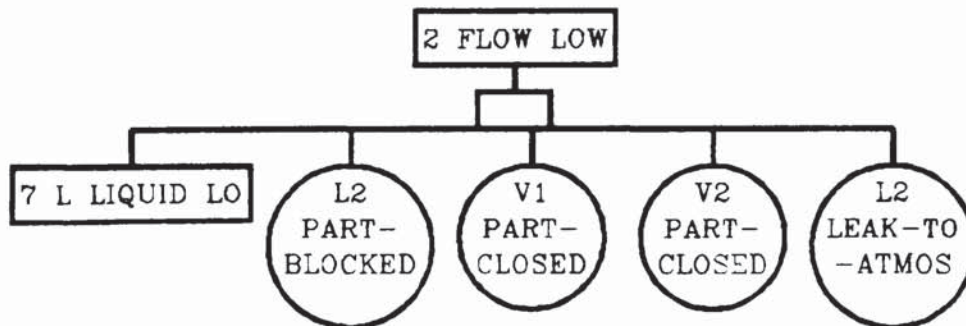 2 FLOW LOW
7 L LIQUID LO
L2
PART-
BLOCKED
V1
PART-
CLOSED
V2
PART-
CLOSED
L2
LEAK-TO
-ATMOS